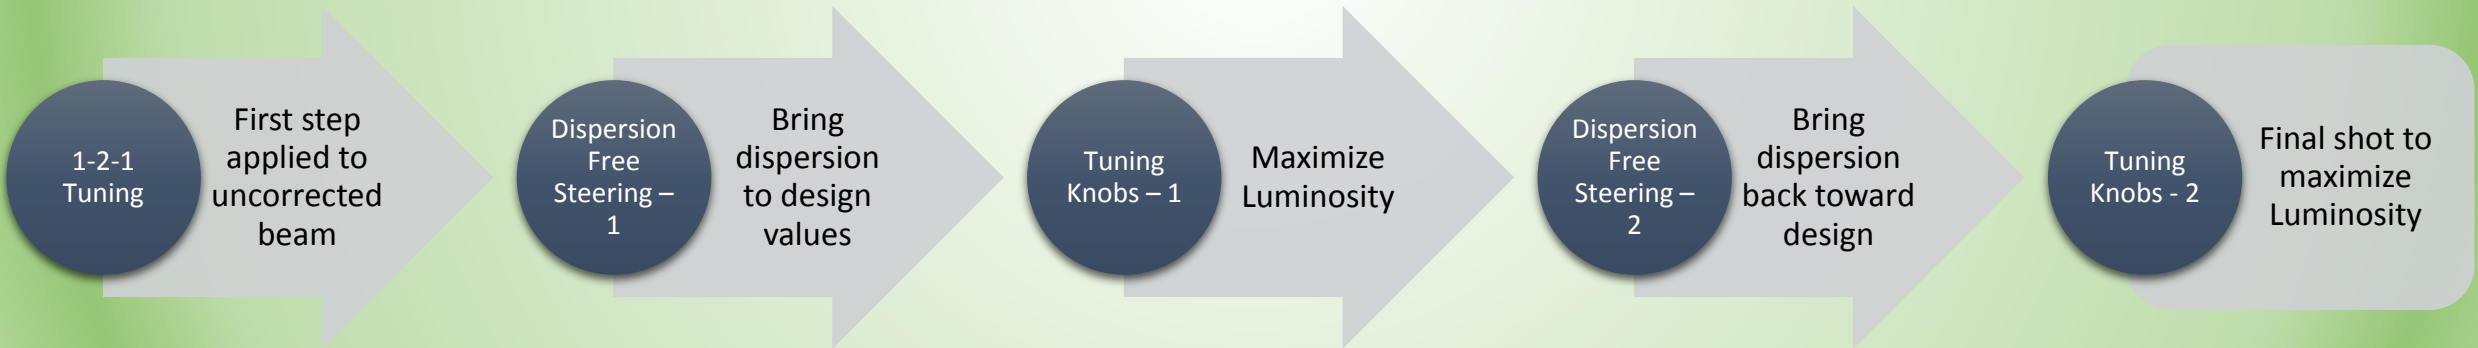 1-2-1
Tuning
First step
applied to
uncorrected
beam
Dispersion
Free
Steering –
1
Bring
dispersion
to design
values
Tuning
Knobs – 1
Maximize
Luminosity
Dispersion
Free
Steering –
2
Bring
dispersion
back toward
design
Tuning
Knobs - 2
Final shot to
maximize
Luminosity